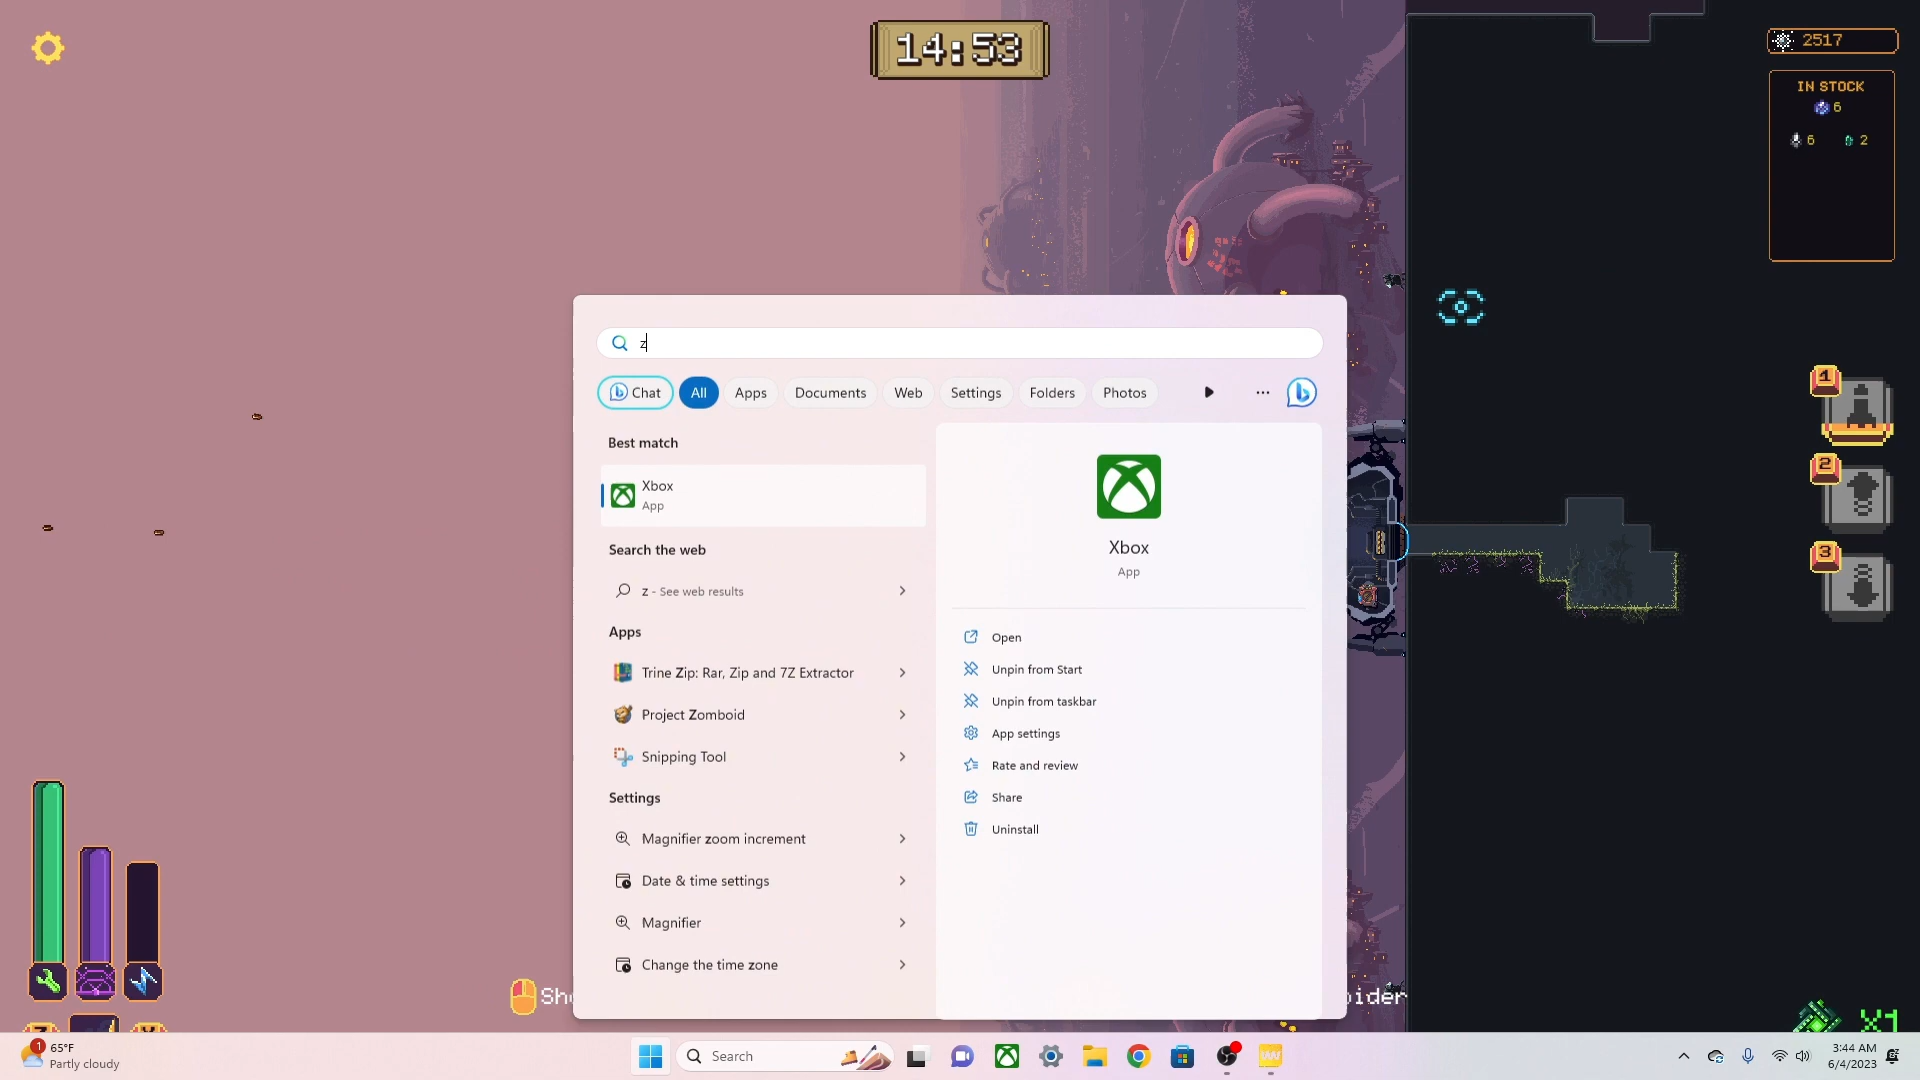 14:53
2517
IN STOCK
6
6
2
z
Chat
All
Apps
Documents
Web
Settings
Folders
Photos
Best match
Xbox
App
Search the web
z - See web results
Apps
Trine Zip: Rar, Zip and 7Z Extractor
Project Zomboid
Snipping Tool
Settings
Magnifier zoom increment
Date & time settings
Magnifier
Change the time zone
Xbox
App
Open
Unpin from Start
Unpin from taskbar
App settings
Rate and review
Share
Uninstall
1
2
3
X1
1
65°F
Partly cloudy
Search
3:44 AM
6/4/2023